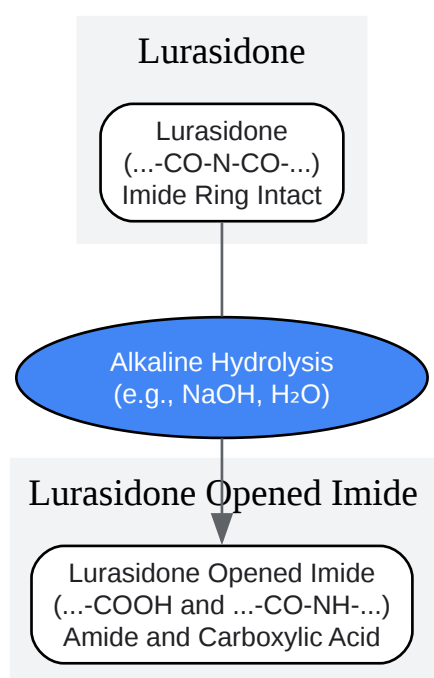 Lurasidone
Lurasidone
(...-CO-N-CO-...)
Imide Ring Intact
Alkaline Hydrolysis
(e.g., NaOH, H₂O)
Lurasidone Opened Imide
Lurasidone Opened Imide
(...-COOH and ...-CO-NH-...)
Amide and Carboxylic Acid